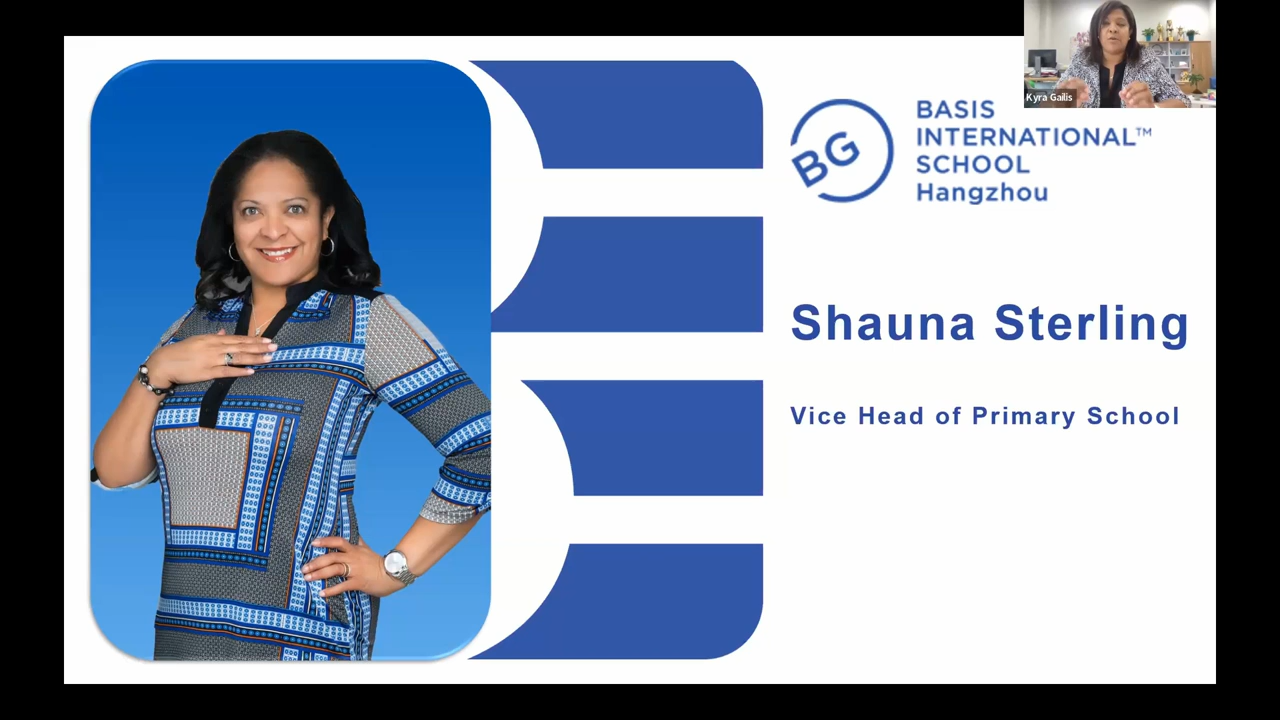 Kyra Gailis
BG
BASIS
INTERNATIONAL™
SCHOOL
Hangzhou
Shauna Sterling
Vice Head of Primary School